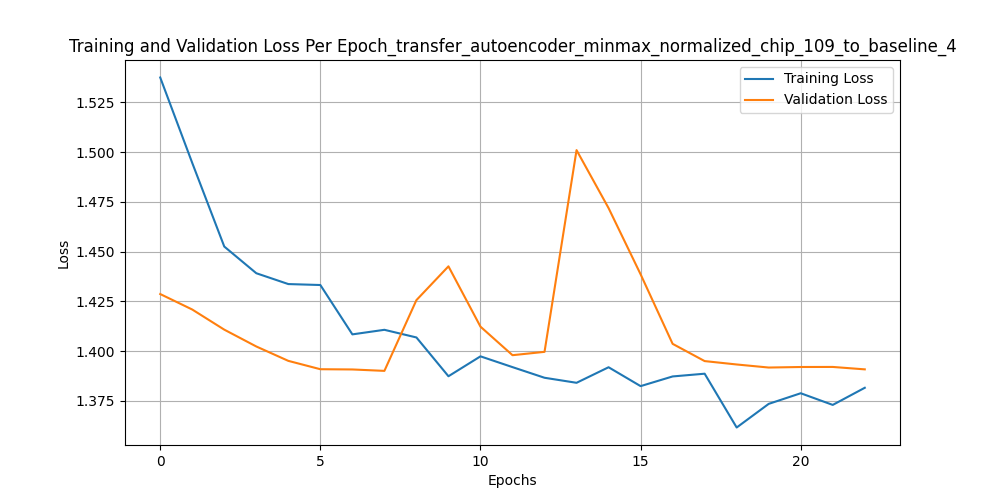 Training and Validation Loss Per Epoch_transfer_autoencoder_minmax_normalized_chip_109_to_baseline_4
Training Loss
Validation Loss
1.525
1.500
1.475
1.450
1.425
1.400
1.375
Loss
0 5 10 15 20
Epochs